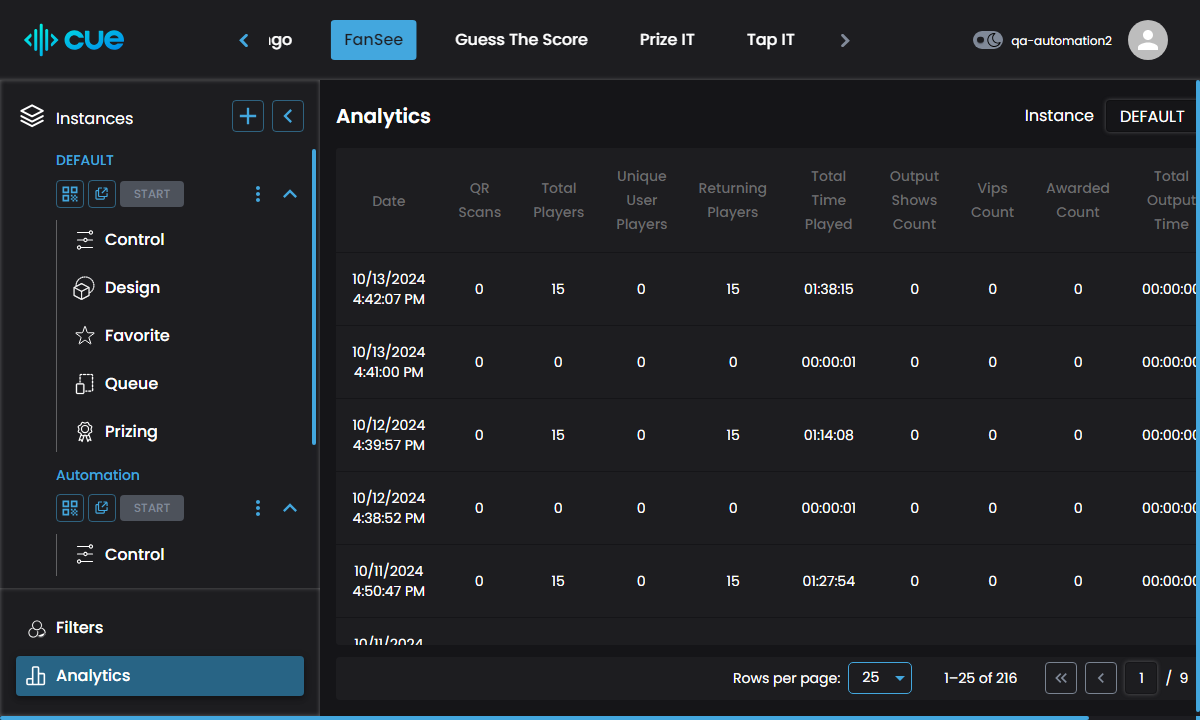 cue
FanSee
Guess The Score
Prize IT
Tap IT
qa-automation2
Instances
DEFAULT
START
Control
Design
Favorite
Queue
Prizing
Automation
START
Control
Filters
Analytics
Analytics
Instance
DEFAULT
Date
QR
Scans
Total
Players
Unique
User
Players
Returning
Players
Total
Time
Played
Output
Shows
Count
Vips
Count
Awarded
Count
Total
Output
Time
10/13/2024
4:42:07 PM
0
15
0
15
01:38:15
0
0
0
00:00:00
10/13/2024
4:41:00 PM
0
0
0
0
00:00:01
0
0
0
00:00:00
10/12/2024
4:39:57 PM
0
15
0
15
01:14:08
0
0
0
00:00:00
10/12/2024
4:38:52 PM
0
0
0
0
00:00:01
0
0
0
00:00:00
10/11/2024
4:50:47 PM
0
15
0
15
01:27:54
0
0
0
00:00:00
10/11/2024
Rows per page:
25
1–25 of 216
1
/ 9